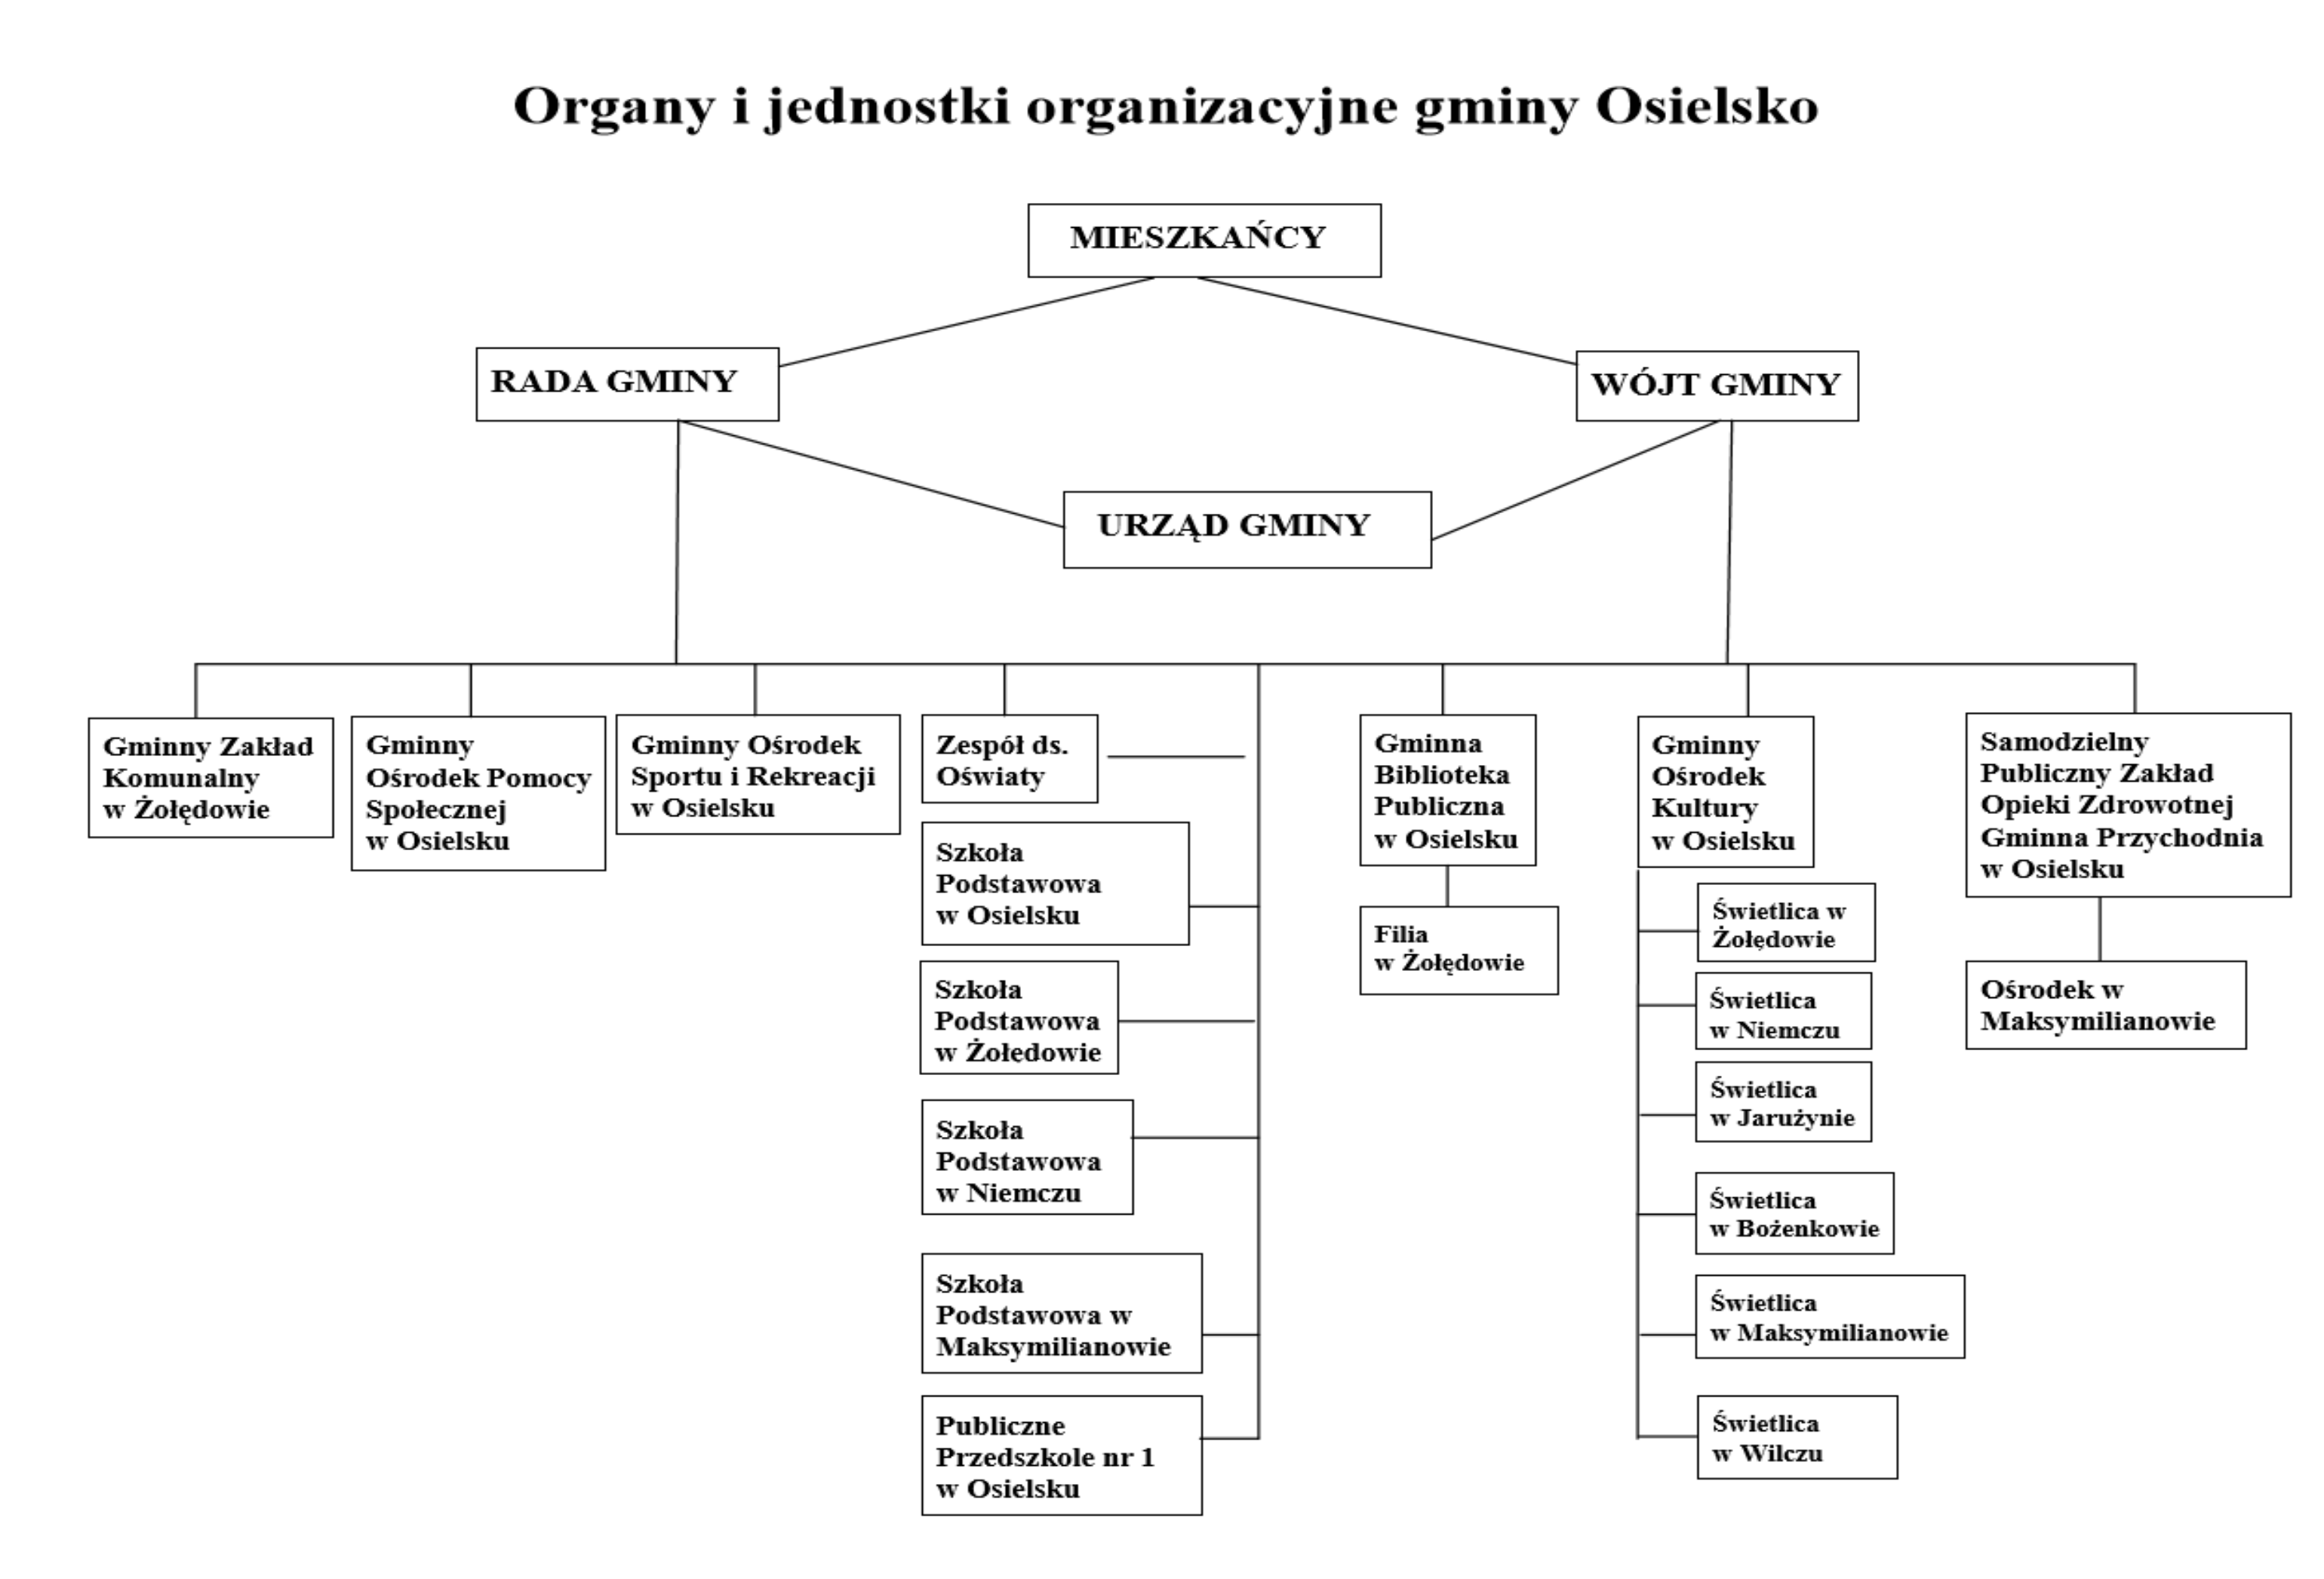 Organy i jednostki organizacyjne gminy Osielsko
MIESZKAŃCY
RADA GMINY
WÓJT GMINY
URZĄD GMINY
Gminny Zakład
Komunalny
w Żołędowie
Gminny
Ośrodek Pomocy
Społecznej
w Osielsku
Gminny Ośrodek
Sportu i Rekreacji
w Osielsku
Zespół ds.
Oświaty
Szkoła
Podstawowa
w Osielsku
Szkoła
Podstawowa
w Żołedowie
Szkoła
Podstawowa
w Niemczu
Szkoła
Podstawowa w
Maksymilianowie
Publiczne
Przedszkole nr 1
w Osielsku
Gminna
Biblioteka
Publiczna
w Osielsku
Filia
w Żołędowie
Gminny
Ośrodek
Kultury
w Osielsku
Świetlica w
Żołędowie
Świetlica
w Niemczu
Świetlica
w Jarużynie
Świetlica
w Bożenkowie
Świetlica
w Maksymilianowie
Świetlica
w Wilczu
Samodzielny
Publiczny Zakład
Opieki Zdrowotnej
Gminna Przychodnia
w Osielsku
Ośrodek w
Maksymilianowie